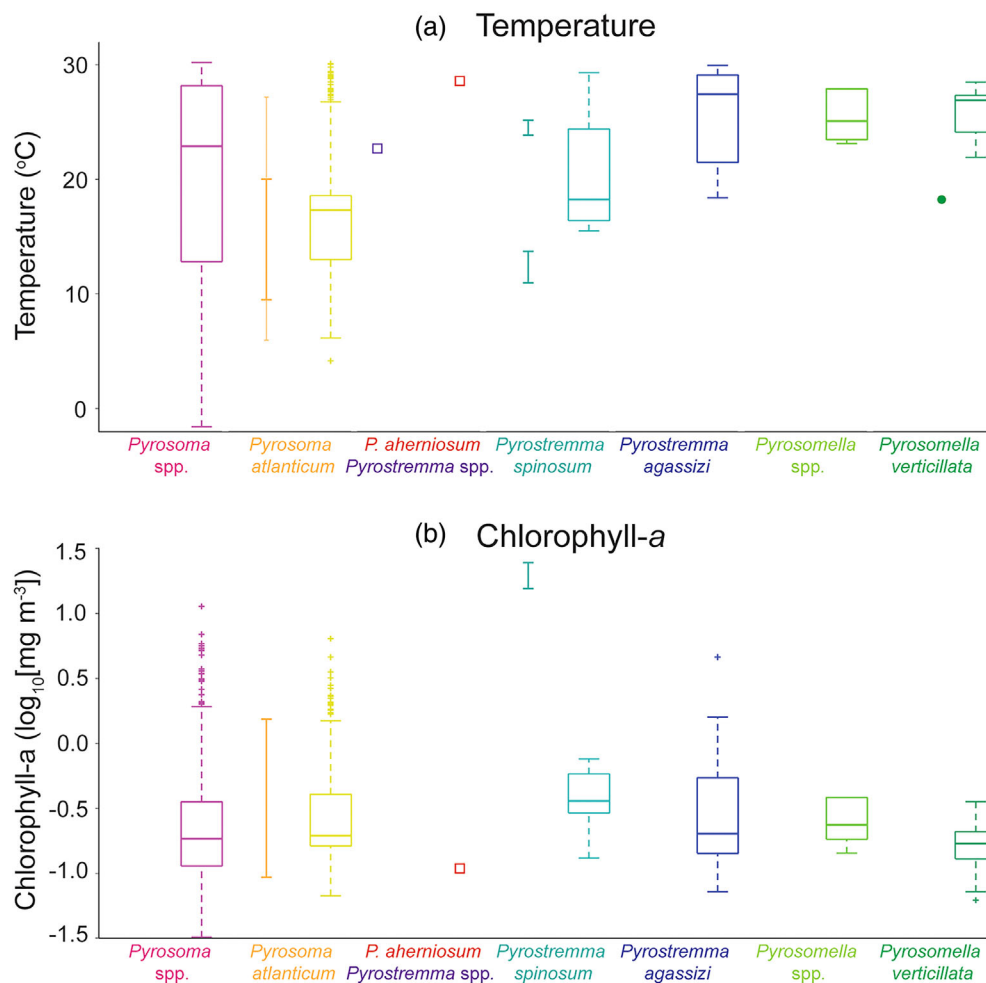 (a) Temperature
Temperature (°C)
30
20
10
0
Pyrosoma spp.
Pyrosoma atlanticum
P. aherniosum
Pyrostremma spp.
Pyrostremma spinosum
Pyrostremma agassizi
Pyrosomella spp.
Pyrosomella verticillata
(b) Chlorophyll-a
Chlorophyll-a (log10[mg m-3])
1.5
1.0
0.5
0.0
-0.5
-1.0
-1.5
Pyrosoma spp.
Pyrosoma atlanticum
P. aherniosum
Pyrostremma spp.
Pyrostremma spinosum
Pyrostremma agassizi
Pyrosomella spp.
Pyrosomella verticillata